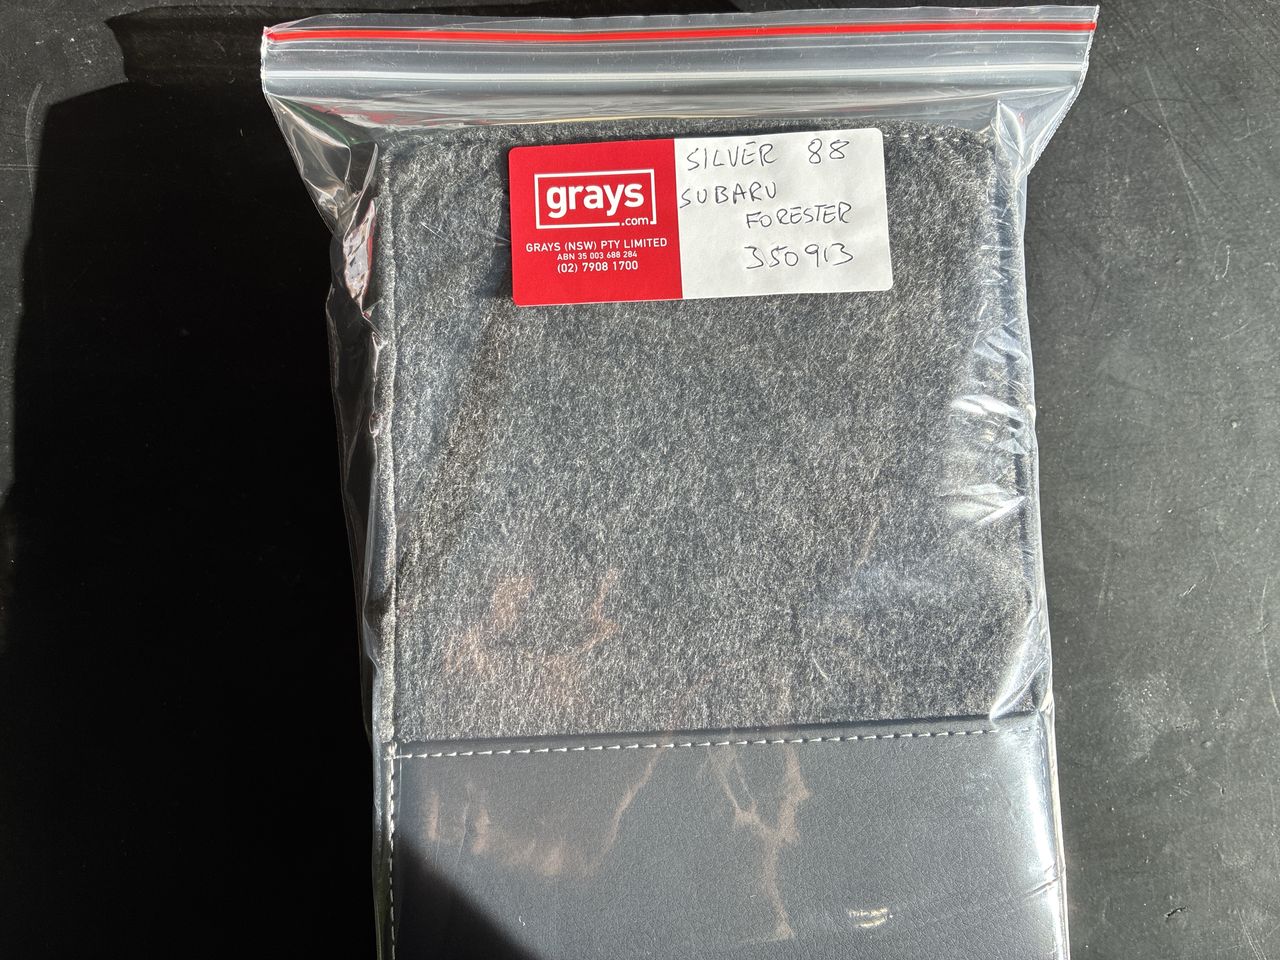 grays
.com
GRAYS (NSW) PTY LIMITED
ABN 35 003 688 284
(02) 7908 1700
SILVER 88
SUBARU
FORESTER
350913